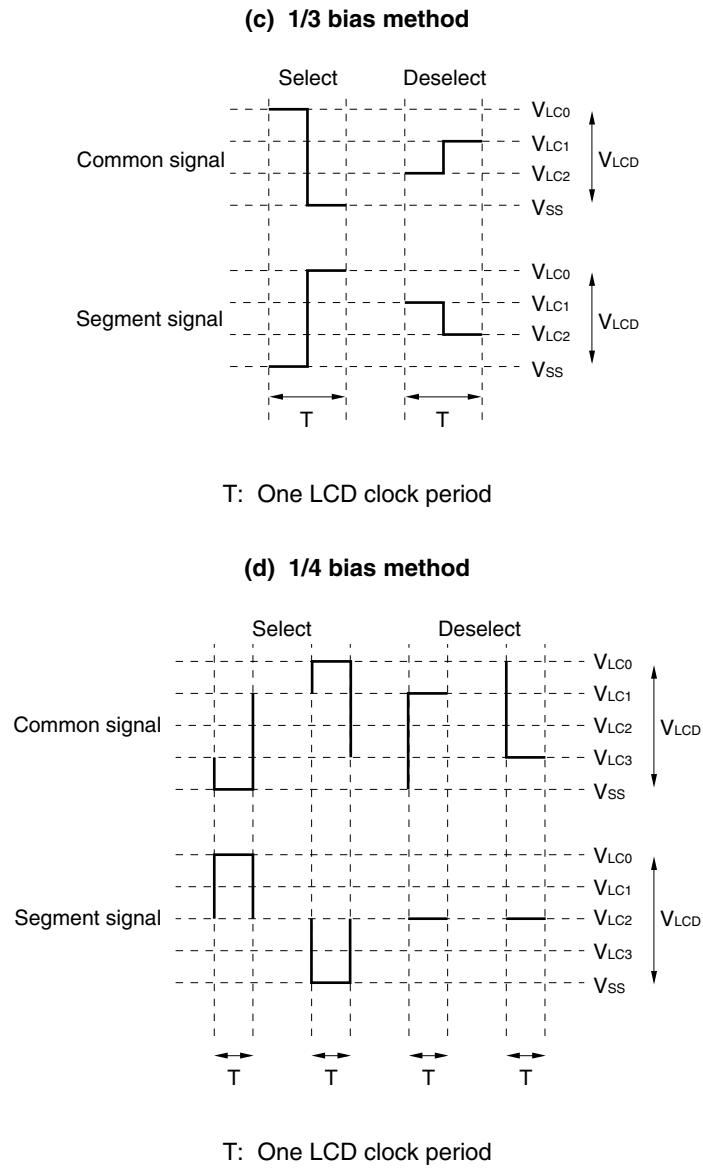 (c) 1/3 bias method
Select Deselect
VLC0
VLC1
Common signal VLCD
VLC2
VSS
VLC0
VLC1
Segment signal VLCD
VLC2
VSS
T T
T: One LCD clock period
(d) 1/4 bias method
Select Deselect
VLC0
VLC1
Common signal VLC2 VLCD
VLC3
VSS
VLC0
VLC1
Segment signal VLC2 VLCD
VLC3
VSS
T T T T
T: One LCD clock period